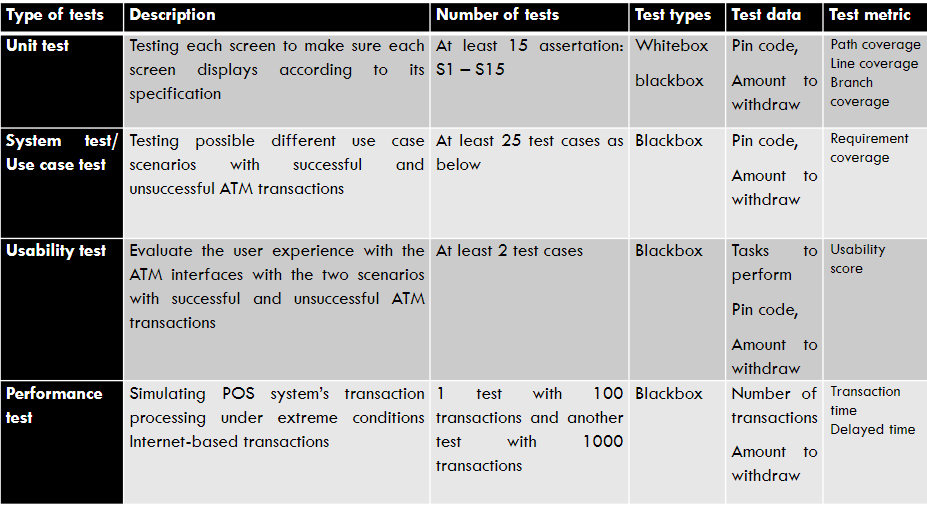 Type of tests
Description
Number of tests
Test types
Test data
Test metric
Unit test
Testing each screen to make sure each
screen displays according to its
specification
At least 15 assertation:
S1 – S15
Whitebox
blackbox
Pin code,
Amount to
withdraw
Path coverage
Line coverage
Branch
coverage
System test/
Use case test
Testing possible different use case
scenarios with successful and
unsuccessful ATM transactions
At least 25 test cases as
below
Blackbox
Pin code,
Amount to
withdraw
Requirement
coverage
Usability test
Evaluate the user experience with the
ATM interfaces with the two scenarios
with successful and unsuccessful ATM
transactions
At least 2 test cases
Blackbox
Tasks to
perform
Pin code,
Amount to
withdraw
Usability
score
Performance
test
Simulating POS system's transaction
processing under extreme conditions
Internet-based transactions
1 test with 100
transactions and another
test with 1000
transactions
Blackbox
Number of
transactions
Amount to
withdraw
Transaction
time
Delayed time